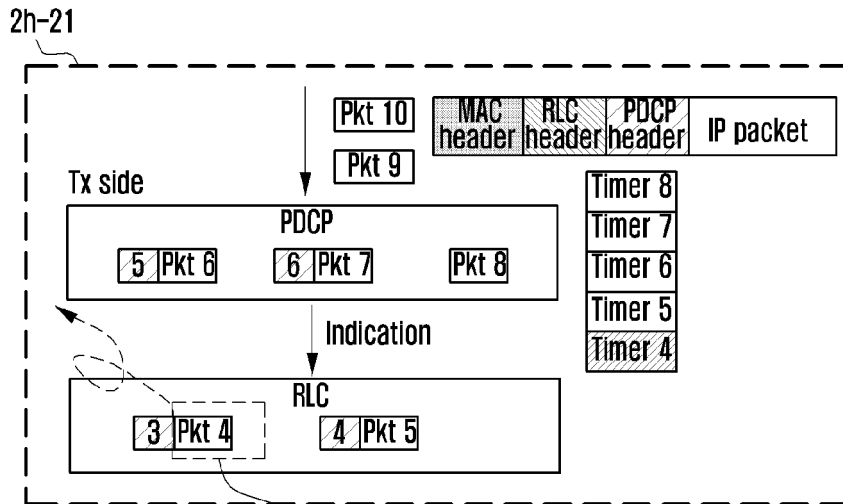 2h-21
Pkt 10
MAC header
RLC header
PDCP header
IP packet
Pkt 9
Tx side
Timer 8
PDCP
Timer 7
5 Pkt 6
6 Pkt 7
Pkt 8
Timer 6
Timer 5
Indication
Timer 4
RLC
3 Pkt 4
4 Pkt 5